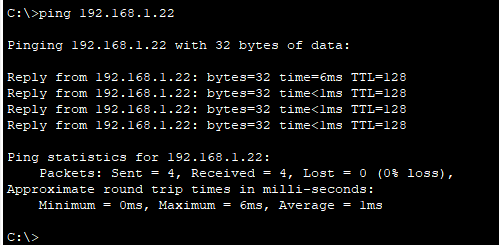 C:\>ping 192.168.1.22
Pinging 192.168.1.22 with 32 bytes of data:
Reply from 192.168.1.22: bytes=32 time=6ms TTL=128
Reply from 192.168.1.22: bytes=32 time<1ms TTL=128
Reply from 192.168.1.22: bytes=32 time<1ms TTL=128
Reply from 192.168.1.22: bytes=32 time<1ms TTL=128
Ping statistics for 192.168.1.22:
Packets: Sent = 4, Received = 4, Lost = 0 (0% loss),
Approximate round trip times in milli-seconds:
Minimum = 0ms, Maximum = 6ms, Average = 1ms
C:\>